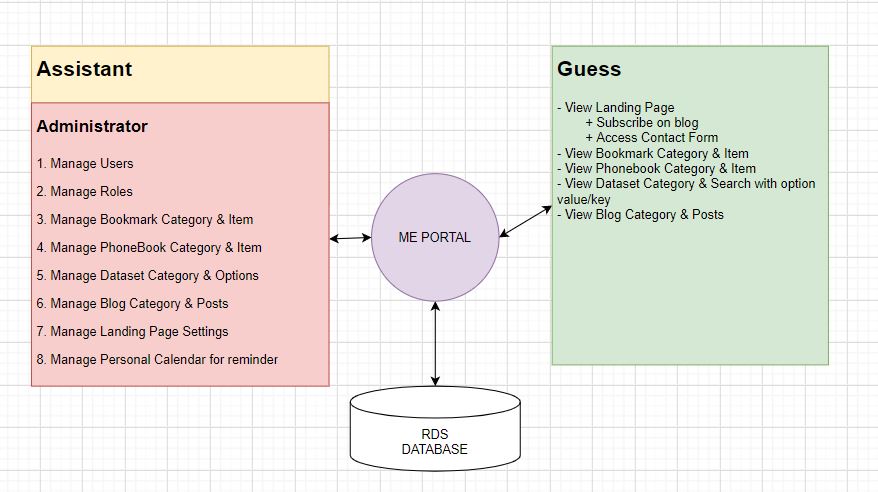 Assistant
Administrator
1. Manage Users
2. Manage Roles
3. Manage Bookmark Category & Item
4. Manage PhoneBook Category & Item
5. Manage Dataset Category & Options
6. Manage Blog Category & Posts
7. Manage Landing Page Settings
8. Manage Personal Calendar for reminder
ME PORTAL
RDS
DATABASE
Guess
- View Landing Page
+ Subscribe on blog
+ Access Contact Form
- View Bookmark Category & Item
- View Phonebook Category & Item
- View Dataset Category & Search with option
value/key
- View Blog Category & Posts